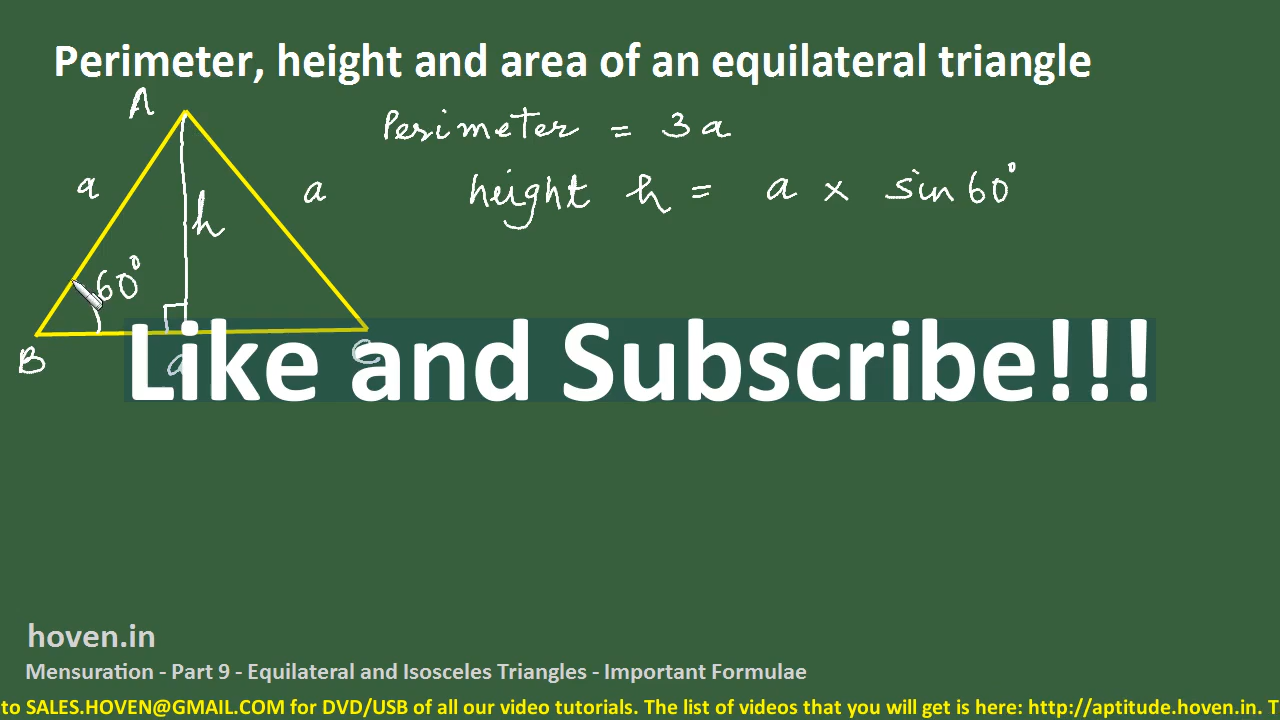 Perimeter, height and area of an equilateral triangle
A
Perimeter = 3a
a
a
height h = a × sin60°
h
60°
B
a
C
Like and Subscribe!!!
hoven.in
Mensuration - Part 9 - Equilateral and Isosceles Triangles - Important Formulae
to SALES.HOVEN@GMAIL.COM for DVD/USB of all our video tutorials. The list of videos that you will get is here: http://aptitude.hoven.in. T